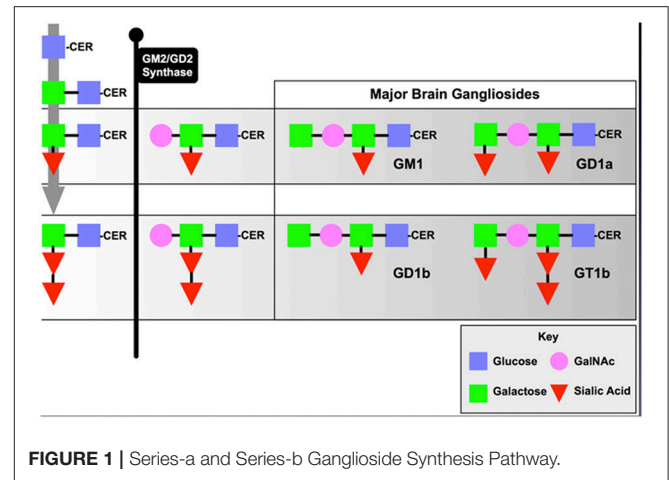 -CER
GM2/GD2
Synthase
-CER
Major Brain Gangliosides
-CER
-CER
-CER
-CER
GM1
GD1a
-CER
-CER
-CER
-CER
GD1b
GT1b
Key
Glucose
GalNAc
Galactose
Sialic Acid
FIGURE 1 | Series-a and Series-b Ganglioside Synthesis Pathway.